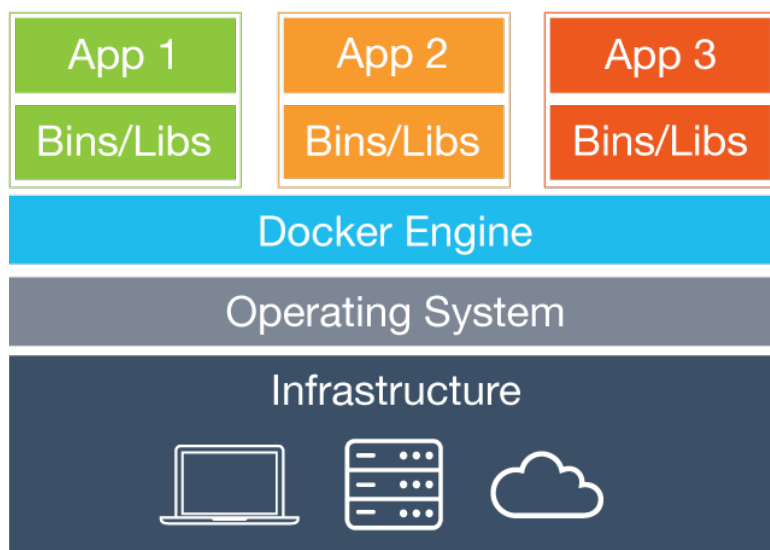 App 1
App 2
App 3
Bins/Libs
Bins/Libs
Bins/Libs
Docker Engine
Operating System
Infrastructure